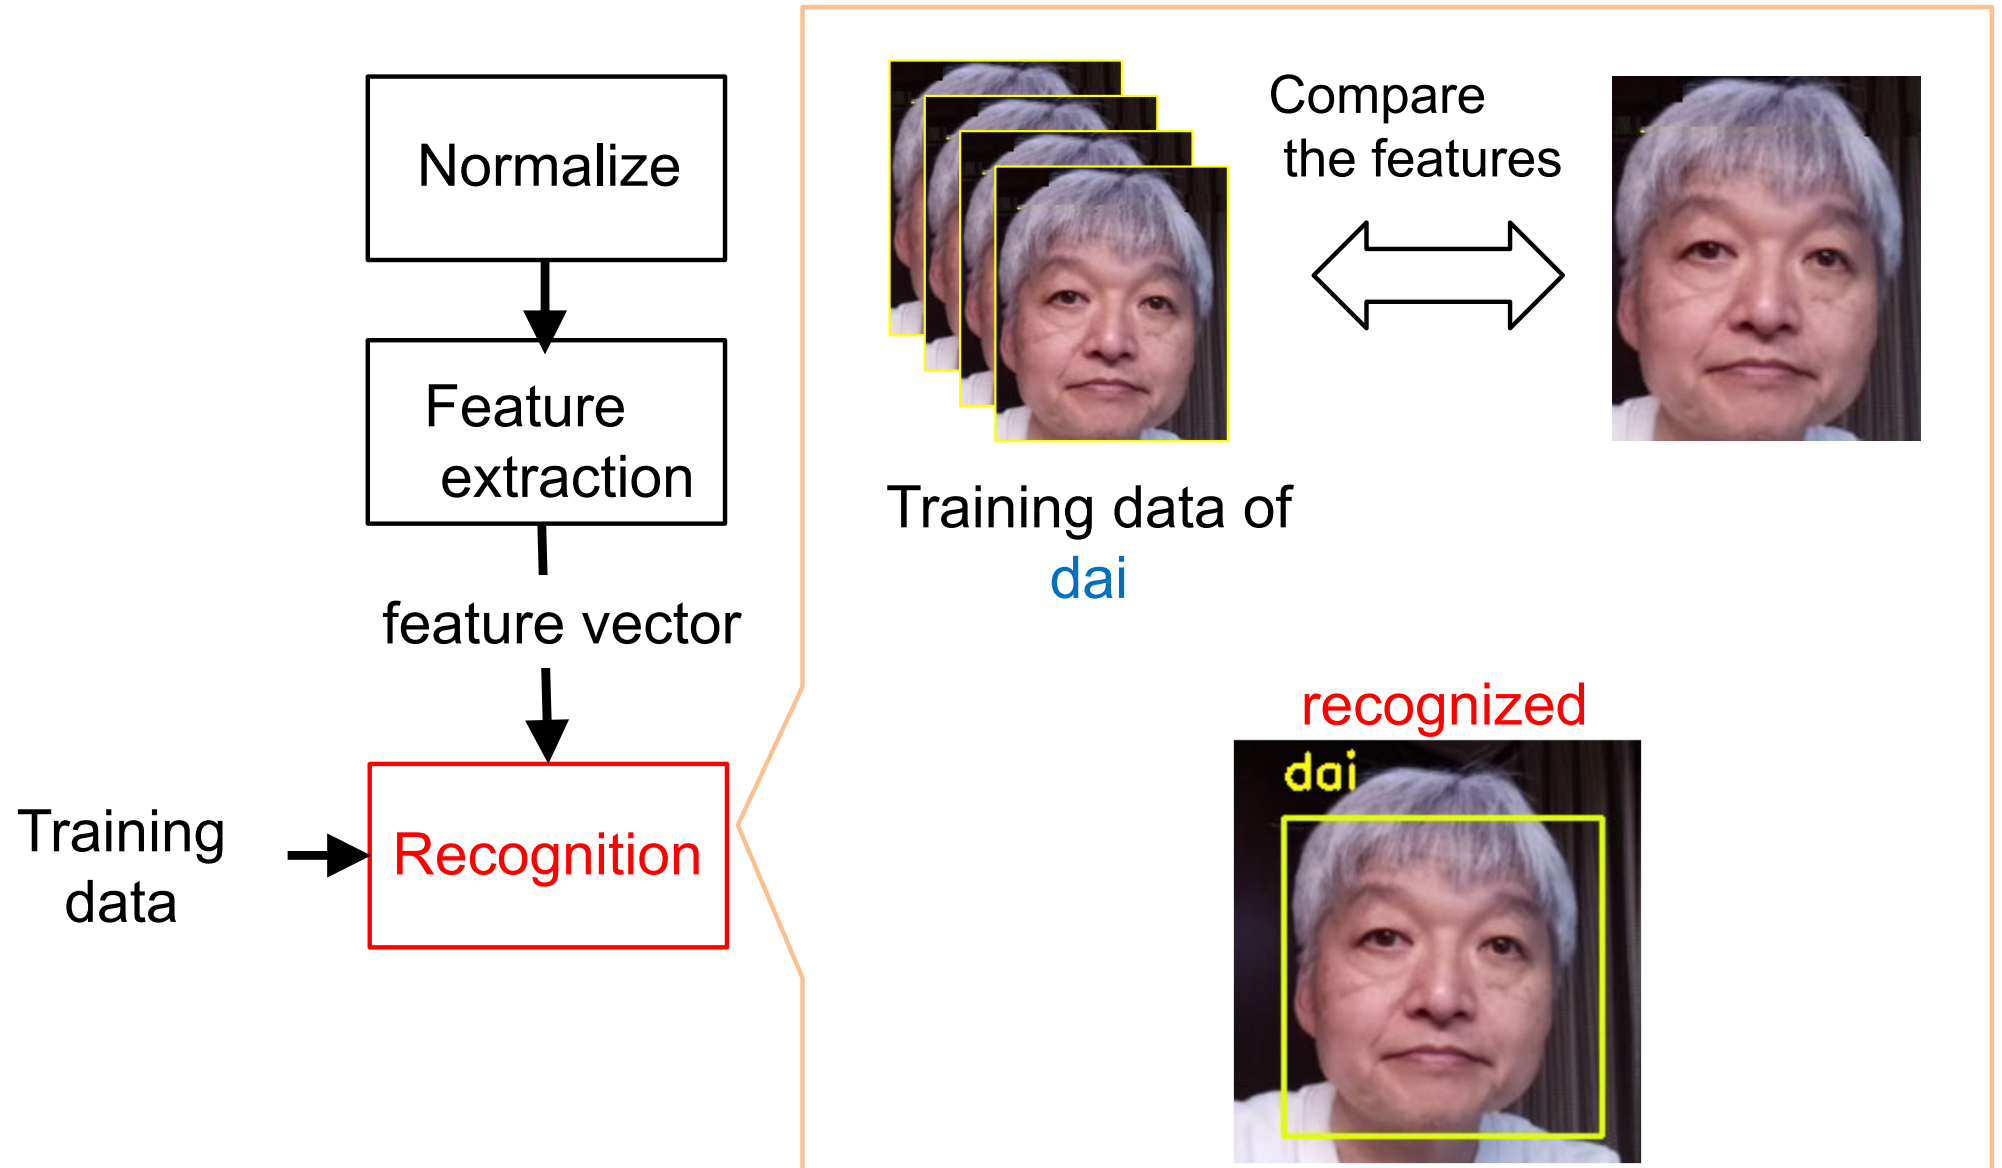 Normalize
Feature
extraction
feature vector
Training
data
Recognition
Compare
the features
Training data of
dai
recognized
dai